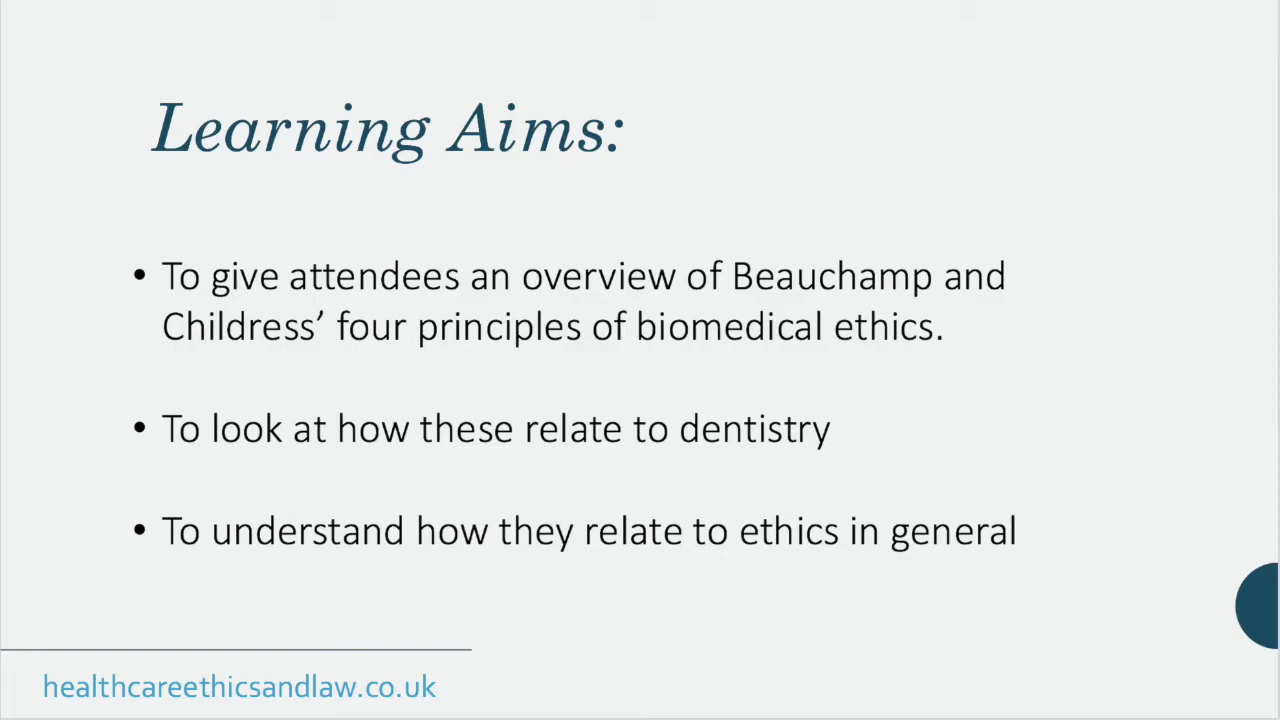 Learning Aims:
• To give attendees an overview of Beauchamp and
Childress’ four principles of biomedical ethics.
• To look at how these relate to dentistry
• To understand how they relate to ethics in general
healthcareethicsandlaw.co.uk